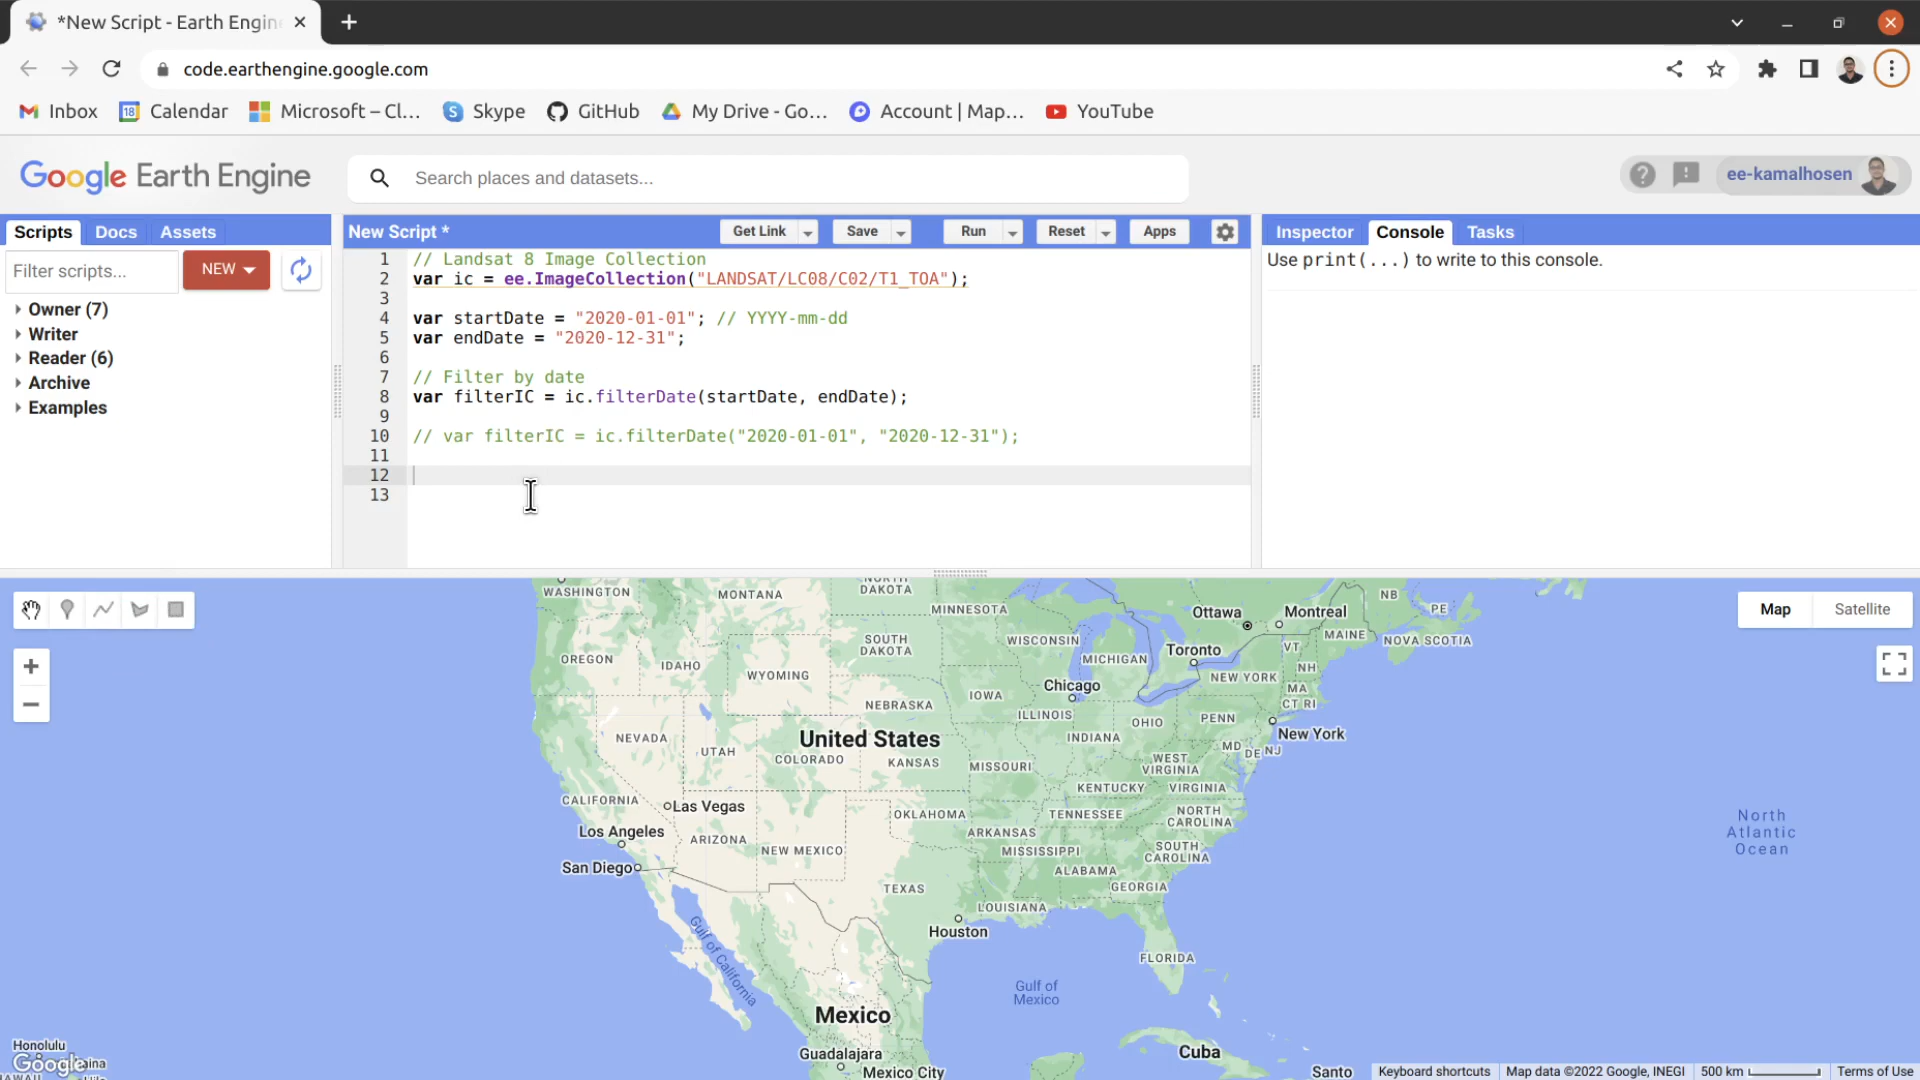 *New Script - Earth Engin
code.earthengine.google.com
Inbox
Calendar
Microsoft – Cl...
Skype
GitHub
My Drive - Go...
Account | Map...
YouTube
Google Earth Engine
Search places and datasets...
ee-kamalhosen
Scripts
Docs
Assets
Filter scripts...
NEW
Owner (7)
Writer
Reader (6)
Archive
Examples
New Script *
Get Link
Save
Run
Reset
Apps
1 // Landsat 8 Image Collection
2 var ic = ee.ImageCollection("LANDSAT/LC08/C02/T1_TOA");
3
4 var startDate = "2020-01-01"; // YYYY-mm-dd
5 var endDate = "2020-12-31";
6
7 // Filter by date
8 var filterIC = ic.filterDate(startDate, endDate);
9
10 // var filterIC = ic.filterDate("2020-01-01", "2020-12-31");
11
12
13
Inspector
Console
Tasks
Use print(...) to write to this console.
Map
Satellite
WASHINGTON
MONTANA
NORTH DAKOTA
MINNESOTA
Ottawa
Montreal
NB
PE
MAINE
NOVA SCOTIA
OREGON
IDAHO
SOUTH DAKOTA
WISCONSIN
MICHIGAN
Toronto
VT
NH
WYOMING
NEW YORK
MA
CT RI
Chicago
IOWA
NEBRASKA
ILLINOIS
OHIO
PENN
New York
NEVADA
UTAH
United States
COLORADO
KANSAS
MISSOURI
INDIANA
WEST VIRGINIA
MD
DE
NJ
KENTUCKY
VIRGINIA
CALIFORNIA
Las Vegas
OKLAHOMA
TENNESSEE
NORTH CAROLINA
North Atlantic Ocean
Los Angeles
ARIZONA
NEW MEXICO
ARKANSAS
MISSISSIPPI
SOUTH CAROLINA
San Diego
TEXAS
ALABAMA
GEORGIA
LOUISIANA
Houston
Gulf of California
FLORIDA
Gulf of Mexico
Mexico
Honolulu
Google
aina
Guadalajara
Mexico City
Cuba
Santo
Keyboard shortcuts
Map data ©2022 Google, INEGI
500 km
Terms of Use